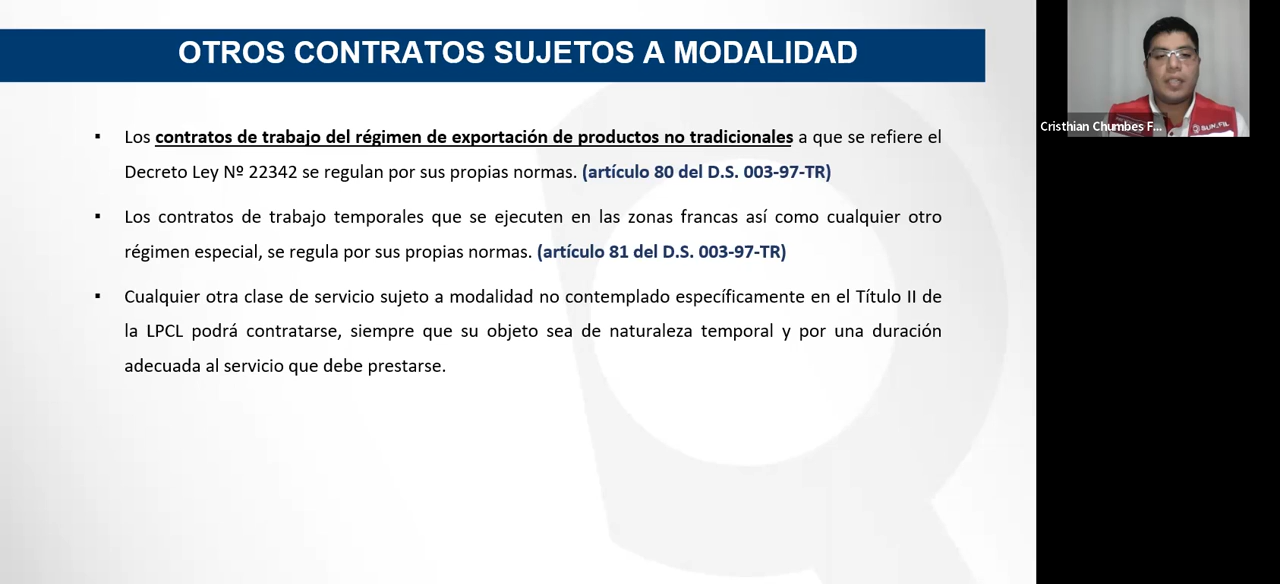 OTROS CONTRATOS SUJETOS A MODALIDAD
▪ Los contratos de trabajo del régimen de exportación de productos no tradicionales a que se refiere el
Decreto Ley Nº 22342 se regulan por sus propias normas. (artículo 80 del D.S. 003-97-TR)
▪ Los contratos de trabajo temporales que se ejecuten en las zonas francas así como cualquier otro
régimen especial, se regula por sus propias normas. (artículo 81 del D.S. 003-97-TR)
▪ Cualquier otra clase de servicio sujeto a modalidad no contemplado específicamente en el Título II de
la LPCL podrá contratarse, siempre que su objeto sea de naturaleza temporal y por una duración
adecuada al servicio que debe prestarse.
Cristhian Chumbes F...